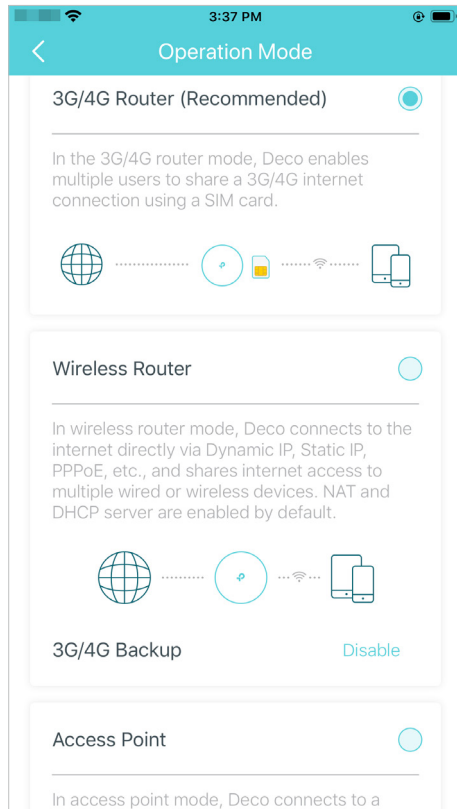 3:37 PM
Operation Mode
3G/4G Router (Recommended)
In the 3G/4G router mode, Deco enables
multiple users to share a 3G/4G internet
connection using a SIM card.
Wireless Router
In wireless router mode, Deco connects to the
internet directly via Dynamic IP, Static IP,
PPPoE, etc., and shares internet access to
multiple wired or wireless devices. NAT and
DHCP server are enabled by default.
3G/4G Backup
Disable
Access Point
In access point mode, Deco connects to a